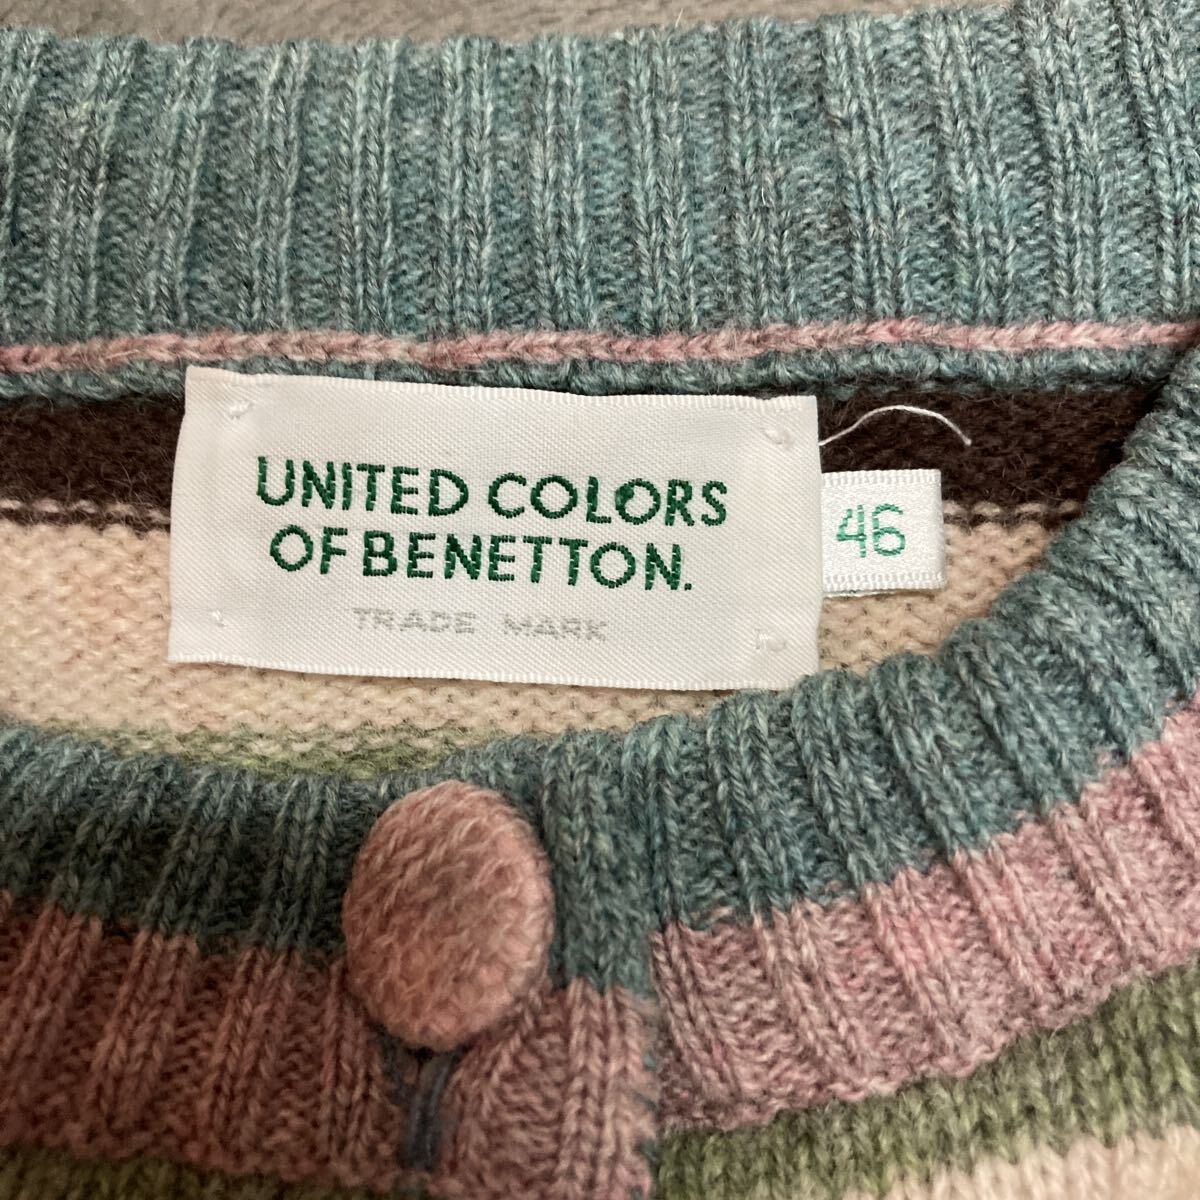 UNITED COLORS
OF BENETTON.
TRADE MARK
46